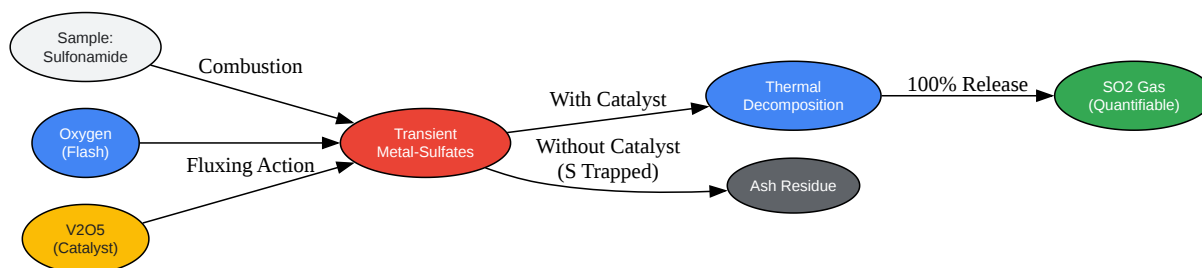 Sample:
Sulfonamide
Combustion
Oxygen
(Flash)
Fluxing Action
V2O5
(Catalyst)
Transient
Metal-Sulfates
With Catalyst
Without Catalyst
(S Trapped)
Thermal
Decomposition
Ash Residue
100% Release
SO2 Gas
(Quantifiable)